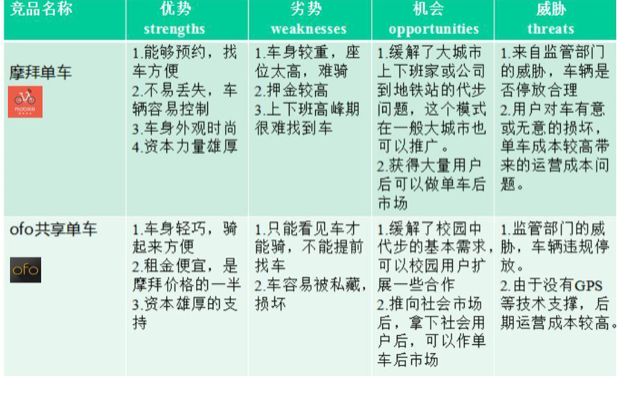 竞品名称
优势
strengths
劣势
weaknesses
机会
opportunities
威胁
threats
摩拜单车
1.能够预约，找
车方便
2.不易丢失，车
辆容易控制
3.车身外观时尚
4.资本力量雄厚
1.车身较重，座
位太高，难骑
2.押金较高
3.上下班高峰期
很难找到车
1.缓解了大城市
上下班家或公司
到地铁站的代步
问题，这个模式
在一般大城市也
可以推广。
2.获得大量用户
后可以做单车后
市场
1.来自监管部门
的威胁，车辆是
否停放合理
2.用户对车有意
或无意的损坏，
单车成本较高带
来的运营成本问
题。
ofo共享单车
ofo
1.车身轻巧，骑
起来方便
2.租金便宜，是
摩拜价格的一半
3.资本雄厚的支
持
1.只能看见车才
能骑，不能提前
找车
2.车容易被私藏，
损坏
1.缓解了校园中
代步的基本需求，
可以校园用户扩
展一些合作
2.推向社会市场
后，拿下社会用
户后，可以作单
车后市场
1.监管部门的威
胁，车辆违规停
放。
2.由于没有GPS
等技术支撑，后
期运营成本较高。